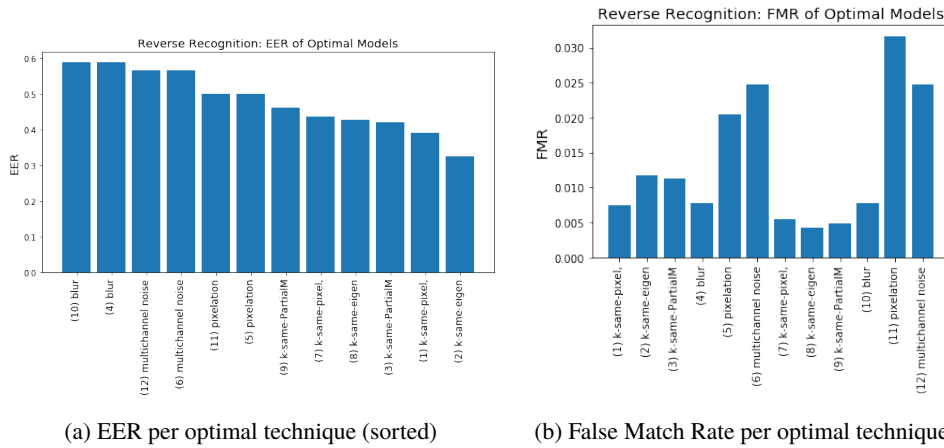 Reverse Recognition: EER of Optimal Models
EER
0.6
0.5
0.4
0.3
0.2
0.1
0.0
(10) blur
(4) blur
(12) multichannel noise
(6) multichannel noise
(11) pixelation
(5) pixelation
(9) k-same-PartialM
(7) k-same-pixel,
(8) k-same-eigen
(3) k-same-PartialM
(1) k-same-pixel,
(2) k-same-eigen
(a) EER per optimal technique (sorted)
Reverse Recognition: FMR of Optimal Models
FMR
0.030
0.025
0.020
0.015
0.010
0.005
0.000
(1) k-same-pixel,
(2) k-same-eigen
(3) k-same-PartialM
(4) blur
(5) pixelation
(6) multichannel noise
(7) k-same-pixel,
(8) k-same-eigen
(9) k-same-PartialM
(10) blur
(11) pixelation
(12) multichannel noise
(b) False Match Rate per optimal technique